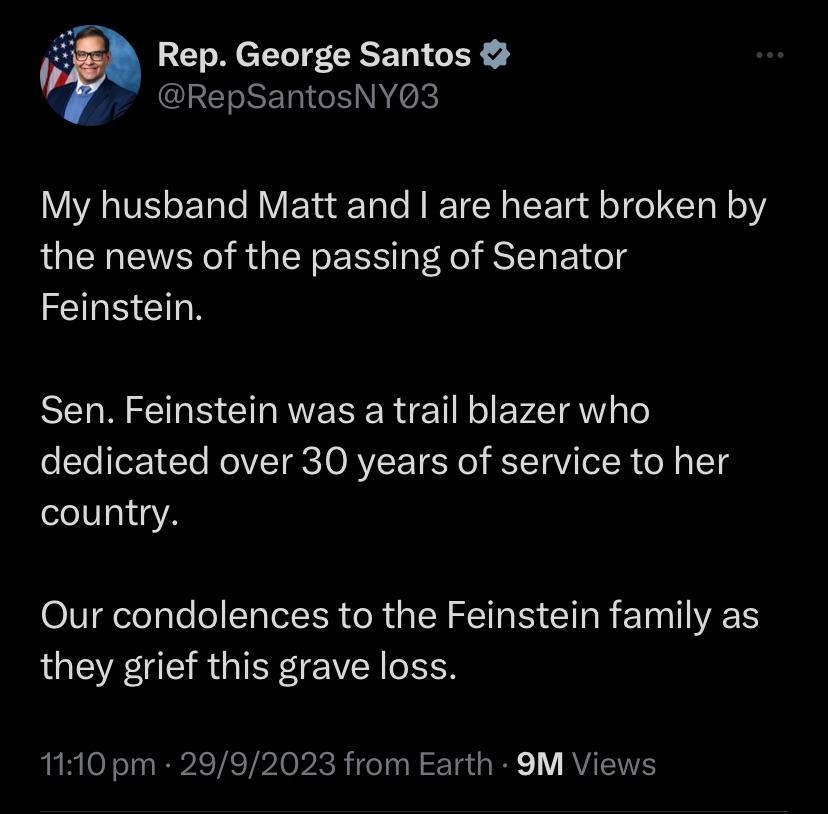 Rep. George Santos
@RepSantosNY03
My husband Matt and I are heart broken by
the news of the passing of Senator
Feinstein.
Sen. Feinstein was a trail blazer who
dedicated over 30 years of service to her
country.
Our condolences to the Feinstein family as
they grief this grave loss.
11:10 pm · 29/9/2023 from Earth · 9M Views